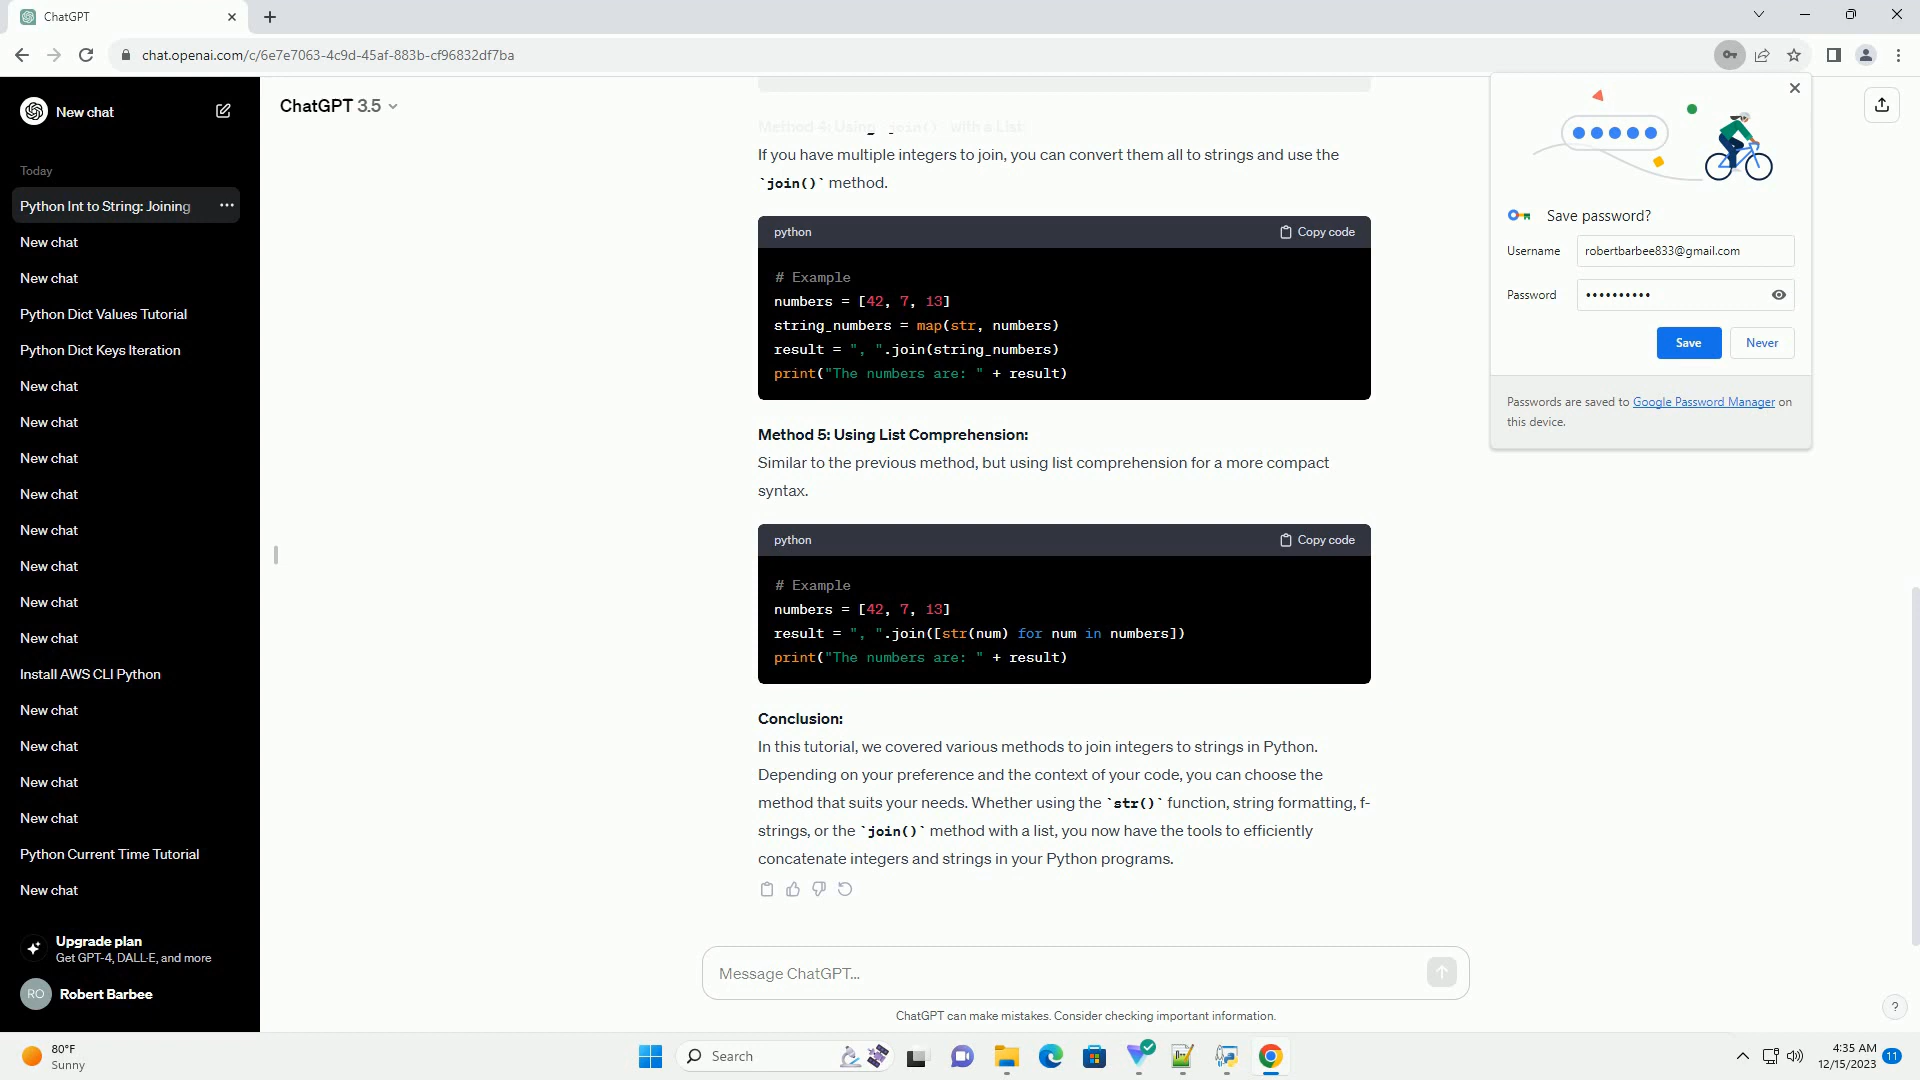 ChatGPT
chat.openai.com/c/6e7e7063-4c9d-45af-883b-cf96832df7ba
New chat
Today
Python Int to String: Joining
New chat
New chat
Python Dict Values Tutorial
Python Dict Keys Iteration
New chat
New chat
New chat
New chat
New chat
New chat
New chat
New chat
Install AWS CLI Python
New chat
New chat
New chat
New chat
Python Current Time Tutorial
New chat
Upgrade plan
Get GPT-4, DALL·E, and more
RO
Robert Barbee
ChatGPT 3.5
Method 4: Using `join()` with a List:
If you have multiple integers to join, you can convert them all to strings and use the
`join()` method.
python
Copy code
# Example
numbers = [42, 7, 13]
string_numbers = map(str, numbers)
result = ", ".join(string_numbers)
print("The numbers are: " + result)
Method 5: Using List Comprehension:
Similar to the previous method, but using list comprehension for a more compact
syntax.
python
Copy code
# Example
numbers = [42, 7, 13]
result = ", ".join([str(num) for num in numbers])
print("The numbers are: " + result)
Conclusion:
In this tutorial, we covered various methods to join integers to strings in Python.
Depending on your preference and the context of your code, you can choose the
method that suits your needs. Whether using the `str()` function, string formatting, f-
strings, or the `join()` method with a list, you now have the tools to efficiently
concatenate integers and strings in your Python programs.
Message ChatGPT...
ChatGPT can make mistakes. Consider checking important information.
?
Save password?
Username
robertbarbee833@gmail.com
Password
••••••••••
Save
Never
Passwords are saved to Google Password Manager on
this device.
80°F
Sunny
Search
4:35 AM
12/15/2023
11